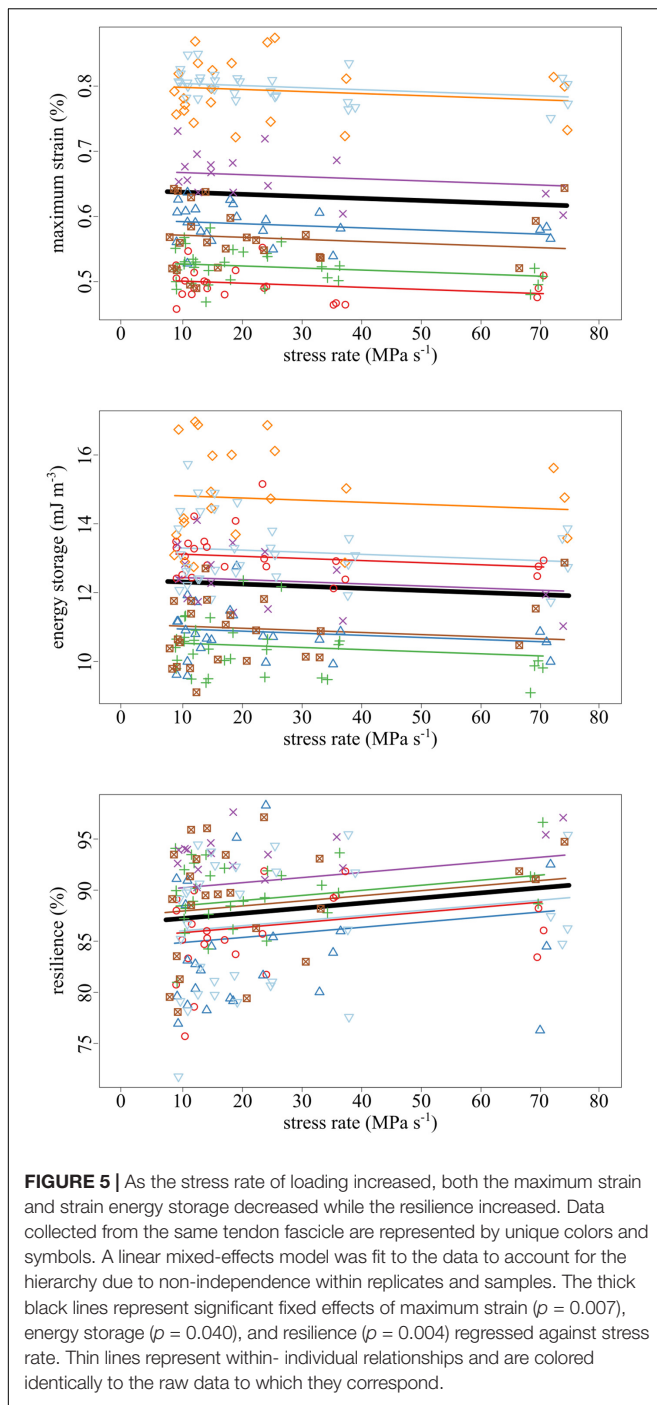 0.8
0.7
0.6
0.5
maximum strain (%)
0 10 20 30 40 50 60 70 80
stress rate (MPa s⁻¹)
16
14
12
10
energy storage (mJ m⁻³)
0 10 20 30 40 50 60 70 80
stress rate (MPa s⁻¹)
95
90
85
80
75
resilience (%)
0 10 20 30 40 50 60 70 80
stress rate (MPa s⁻¹)
FIGURE 5 | As the stress rate of loading increased, both the maximum strain
and strain energy storage decreased while the resilience increased. Data
collected from the same tendon fascicle are represented by unique colors and
symbols. A linear mixed-effects model was fit to the data to account for the
hierarchy due to non-independence within replicates and samples. The thick
black lines represent significant fixed effects of maximum strain (p = 0.007),
energy storage (p = 0.040), and resilience (p = 0.004) regressed against stress
rate. Thin lines represent within- individual relationships and are colored
identically to the raw data to which they correspond.